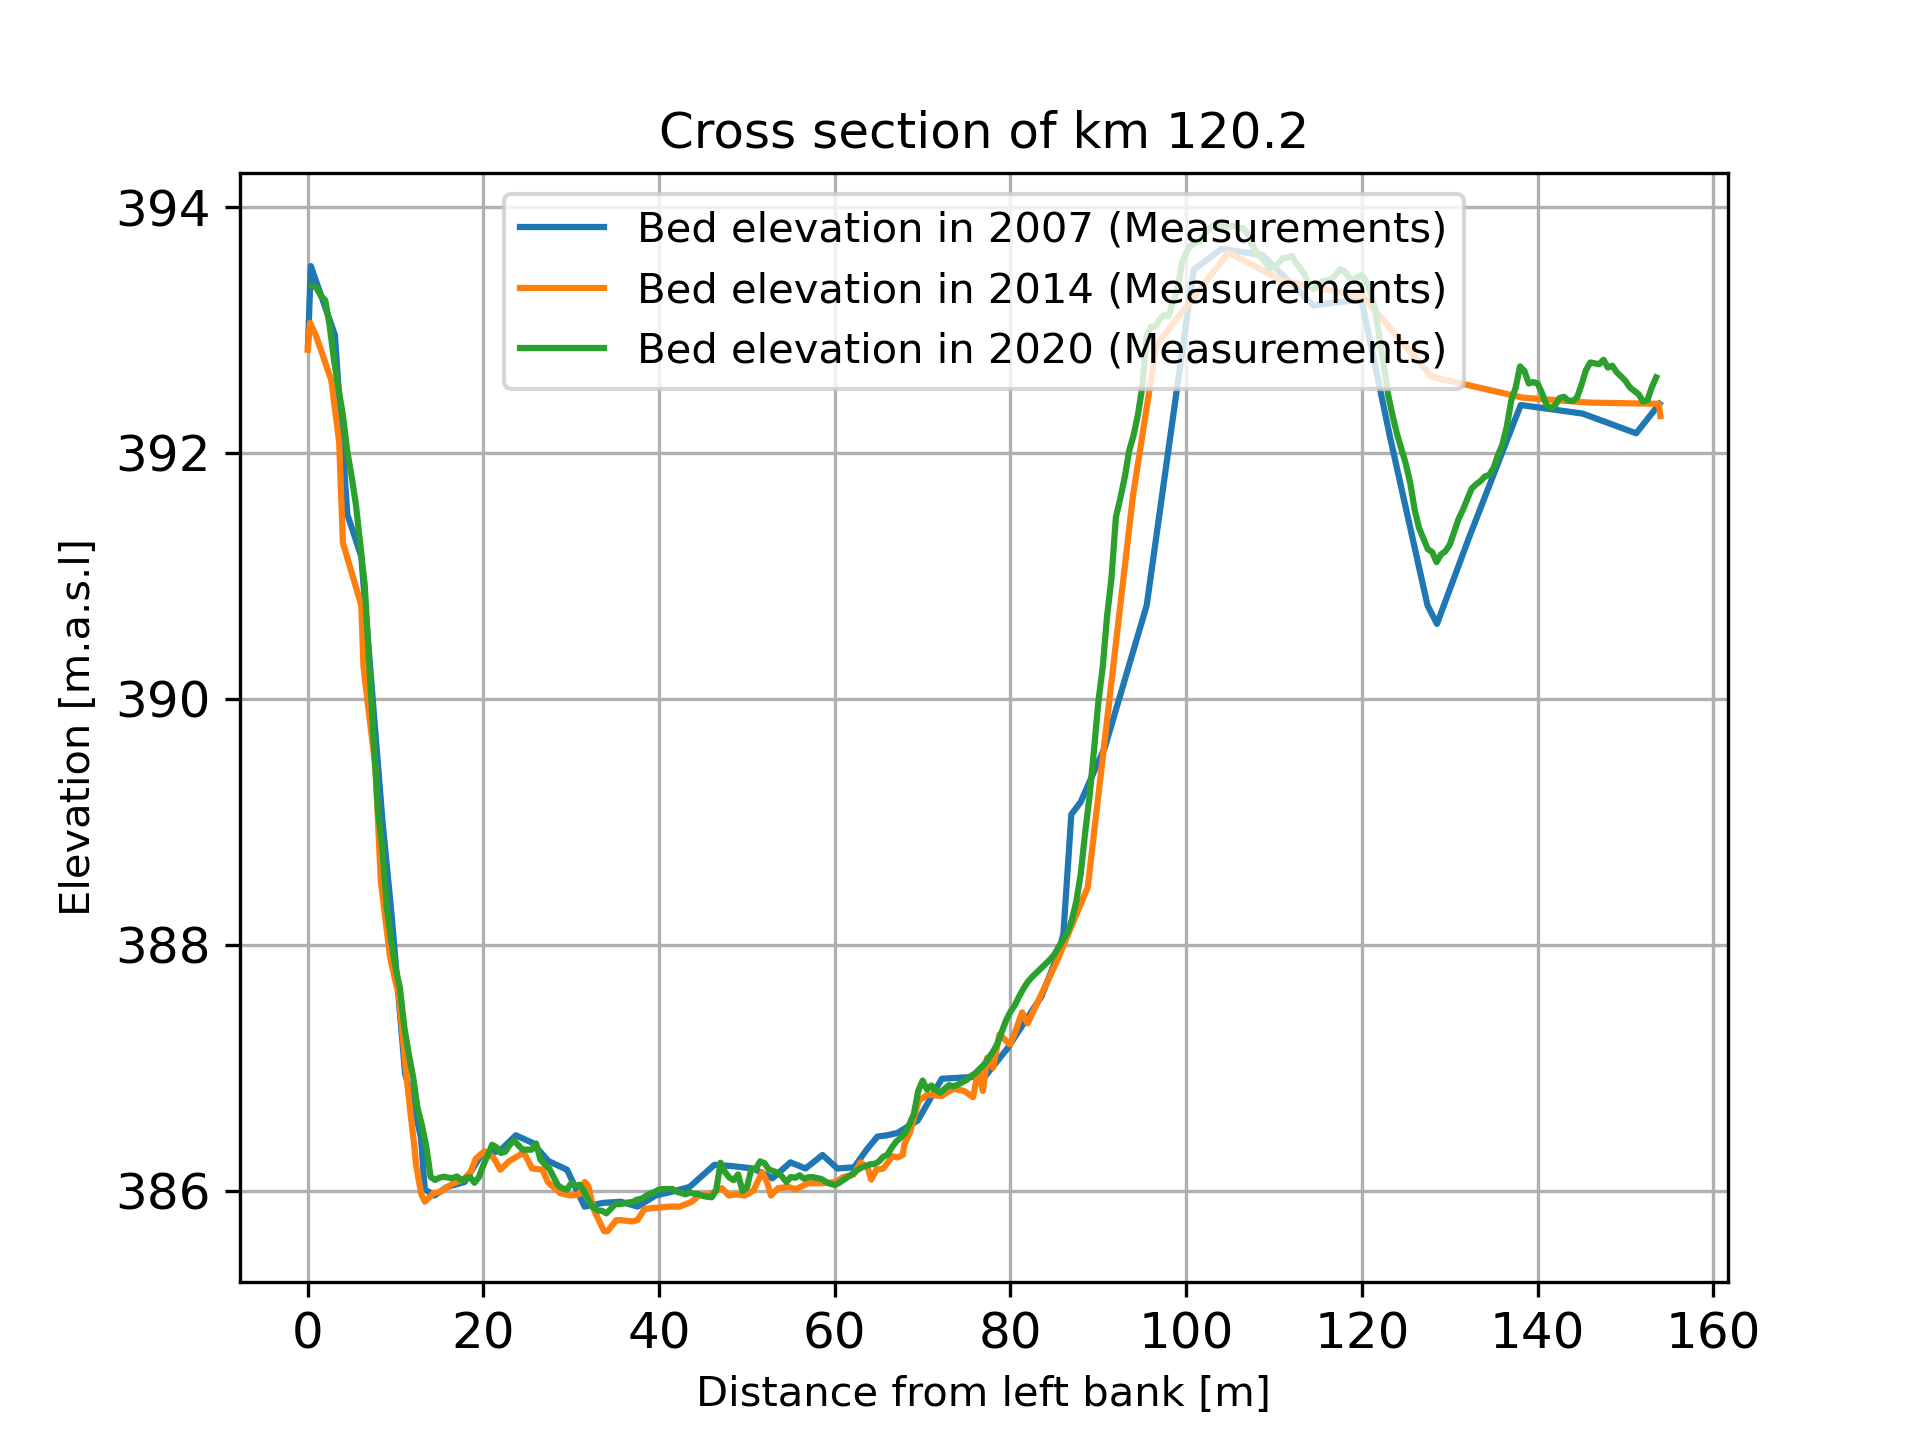 Cross section of km 120.2
Bed elevation in 2007 (Measurements)
Bed elevation in 2014 (Measurements)
Bed elevation in 2020 (Measurements)
Elevation [m.a.s.l]
394
392
390
388
386
0 20 40 60 80 100 120 140 160
Distance from left bank [m]